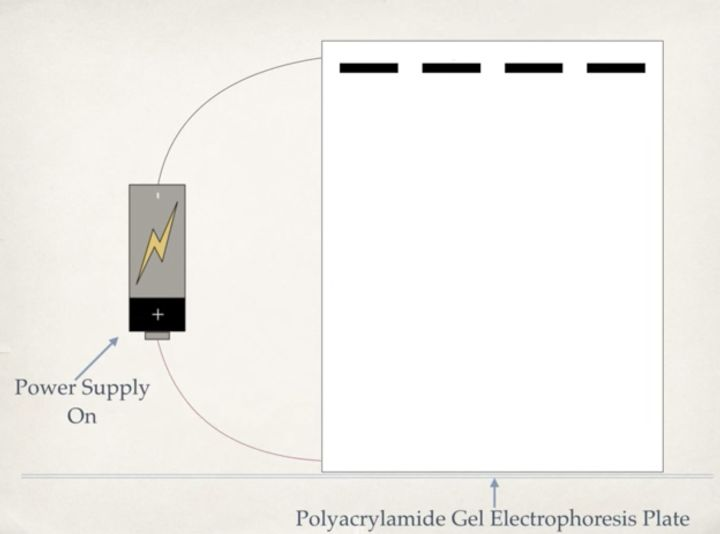 +
Power Supply
On
Polyacrylamide Gel Electrophoresis Plate